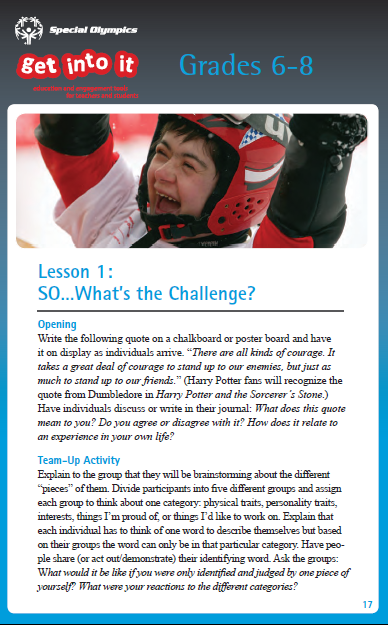 Special Olympics
get into it
Grades 6-8
Lesson 1:
SO...What's the Challenge?
Opening
Write the following quote on a chalkboard or poster board and have
it on display as individuals arrive. "There are all kinds of courage. It
takes a great deal of courage to stand up to our enemies, but just as
much to stand up to our friends." (Harry Potter fans will recognize the
quote from Dumbledore in Harry Potter and the Sorcerer's Stone.)
Have individuals discuss or write in their journal: What does this quote
mean to you? Do you agree or disagree with it? How does it relate to
an experience in your own life?
Team-Up Activity
Explain to the group that they will be brainstorming about the different
"pieces" of them. Divide participants into five different groups and assign
each group to think about one category: physical traits, personality traits,
interests, things I'm proud of, or things I'd like to work on. Explain that
each individual has to think of one word to describe themselves but based
on their groups the word can only be in that particular category. Have peo-
ple share (or act out/demonstrate) their identifying word. Ask the groups:
What would it be like if you were only identified and judged by one piece of
yourself? What were your reactions to the different categories?
17